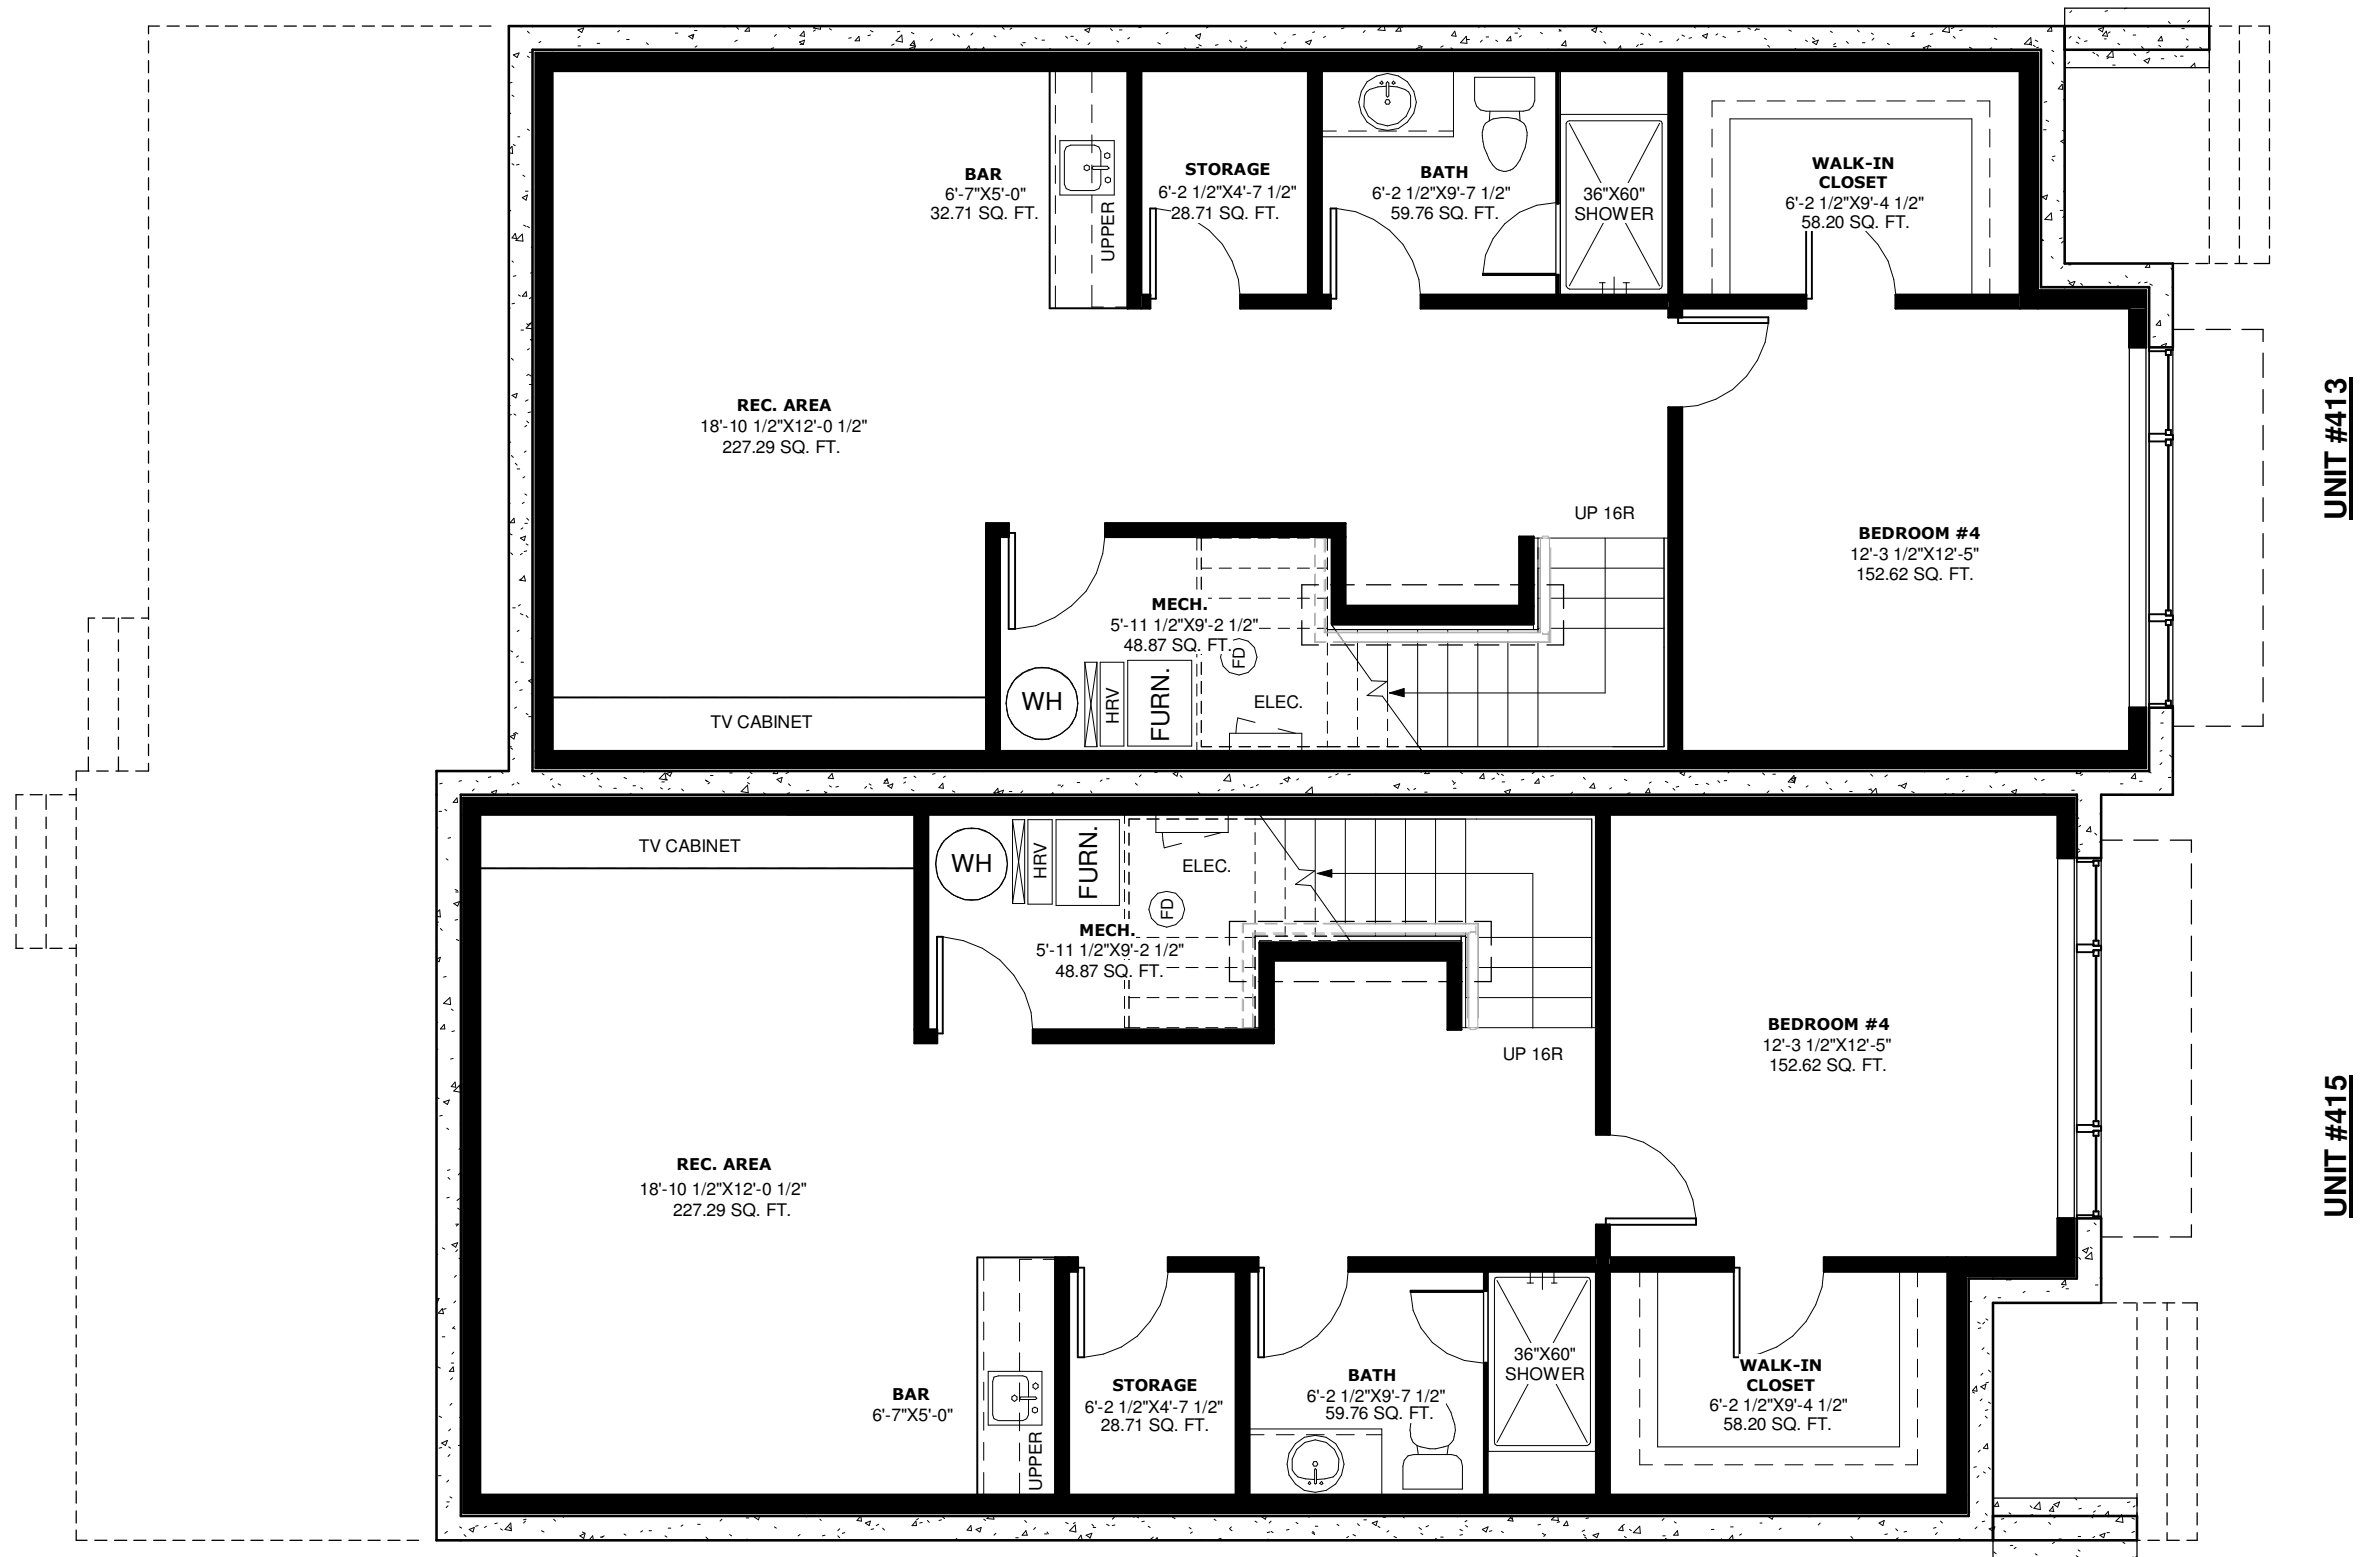 BAR
6'-7"X5'-0"
32.71 SQ. FT.
UPPER
STORAGE
6'-2 1/2"X4'-7 1/2"
28.71 SQ. FT.
BATH
6'-2 1/2"X9'-7 1/2"
59.76 SQ. FT.
36"X60"
SHOWER
WALK-IN
CLOSET
6'-2 1/2"X9'-4 1/2"
58.20 SQ. FT.
REC. AREA
18'-10 1/2"X12'-0 1/2"
227.29 SQ. FT.
UP 16R
BEDROOM #4
12'-3 1/2"X12'-5"
152.62 SQ. FT.
UNIT #413
MECH.
5'-11 1/2"X9'-2 1/2"
48.87 SQ. FT.
FD
WH
HRV
FURN.
ELEC.
TV CABINET
TV CABINET
WH
HRV
FURN.
ELEC.
FD
MECH.
5'-11 1/2"X9'-2 1/2"
48.87 SQ. FT.
UP 16R
BEDROOM #4
12'-3 1/2"X12'-5"
152.62 SQ. FT.
UNIT #415
REC. AREA
18'-10 1/2"X12'-0 1/2"
227.29 SQ. FT.
BAR
6'-7"X5'-0"
UPPER
STORAGE
6'-2 1/2"X4'-7 1/2"
28.71 SQ. FT.
BATH
6'-2 1/2"X9'-7 1/2"
59.76 SQ. FT.
36"X60"
SHOWER
WALK-IN
CLOSET
6'-2 1/2"X9'-4 1/2"
58.20 SQ. FT.